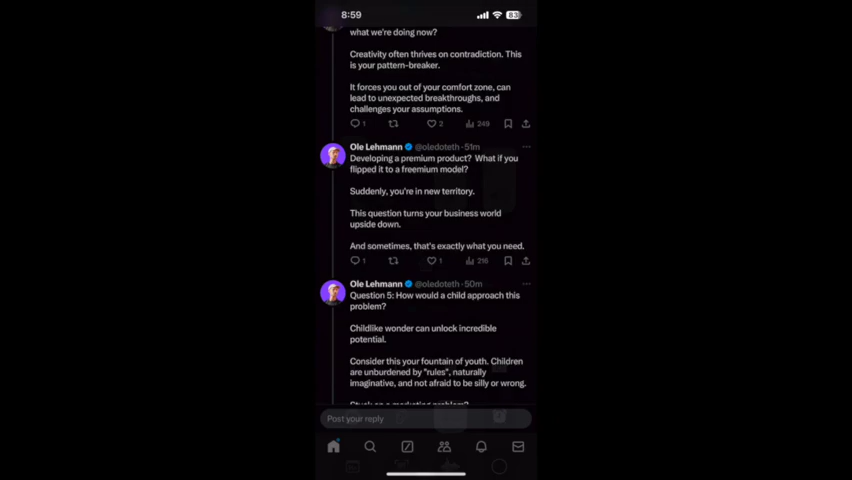 8:59
83
what we're doing now?
Creativity often thrives on contradiction. This
is your pattern-breaker.
It forces you out of your comfort zone, can
lead to unexpected breakthroughs, and
challenges your assumptions.
1 2 249
Ole Lehmann @oledoteth · 51m
Developing a premium product? What if you
flipped it to a freemium model?
Suddenly, you're in new territory.
This question turns your business world
upside down.
And sometimes, that's exactly what you need.
1 1 216
Ole Lehmann @oledoteth · 50m
Question 5: How would a child approach this
problem?
Childlike wonder can unlock incredible
potential.
Consider this your fountain of youth. Children
are unburdened by "rules", naturally
imaginative, and not afraid to be silly or wrong.
Stuck on a marketing problem?
Post your reply